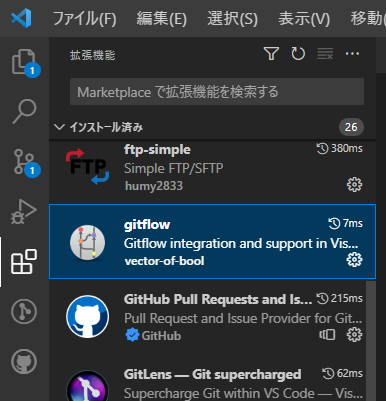 ファイル(F) 編集(E) 選択(S) 表示(V) 移動
拡張機能
Marketplace で拡張機能を検索する
インストール済み 26
ftp-simple 380ms
Simple FTP/SFTP
humy2833
FTP
gitflow 7ms
Gitflow integration and support in Vis...
vector-of-bool
GitHub Pull Requests and Is... 215ms
Pull Request and Issue Provider for Git...
GitHub
GitLens — Git supercharged 62ms
Supercharge Git within VS Code — Vis...
1
1